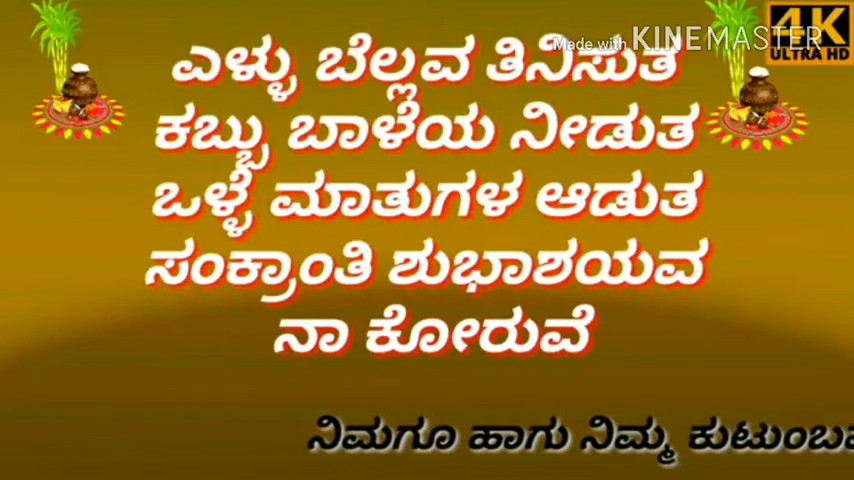 Made with KINEMASTER
4K
ULTRA HD
ಎಳ್ಳು ಬೆಲ್ಲವ ತಿನಿಸುತ
ಕಬ್ಬು ಬಾಳೆಯ ನೀಡುತ
ಒಳ್ಳೆ ಮಾತುಗಳ ಆಡುತ
ಸಂಕ್ರಾಂತಿ ಶುಭಾಶಯವ
ನಾ ಕೋರುವೆ
ನಿಮಗೂ ಹಾಗು ನಿಮ್ಮ